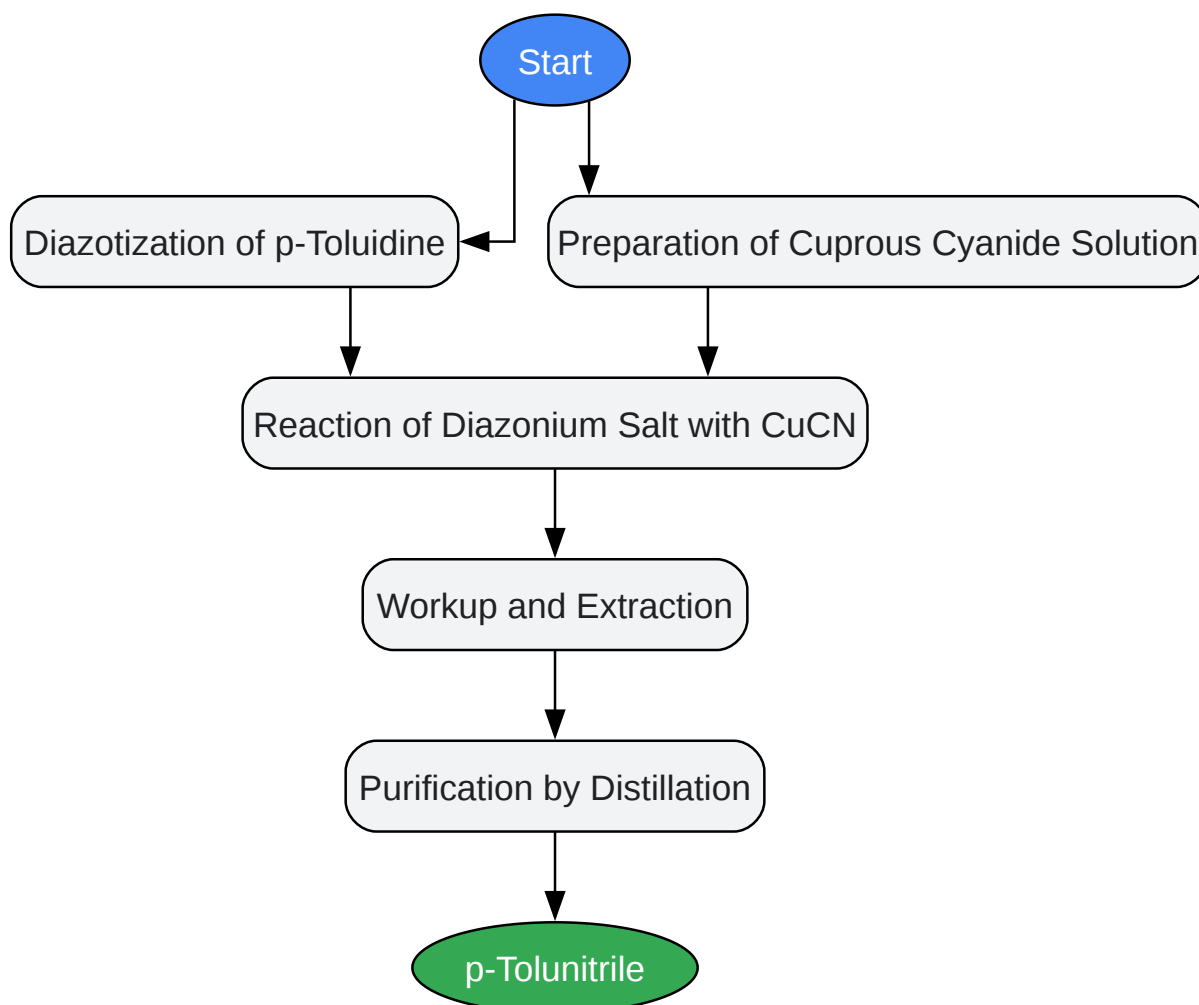 Start
Diazotization of p-Toluidine
Preparation of Cuprous Cyanide Solution
Reaction of Diazonium Salt with CuCN
Workup and Extraction
Purification by Distillation
p-Tolunitrile